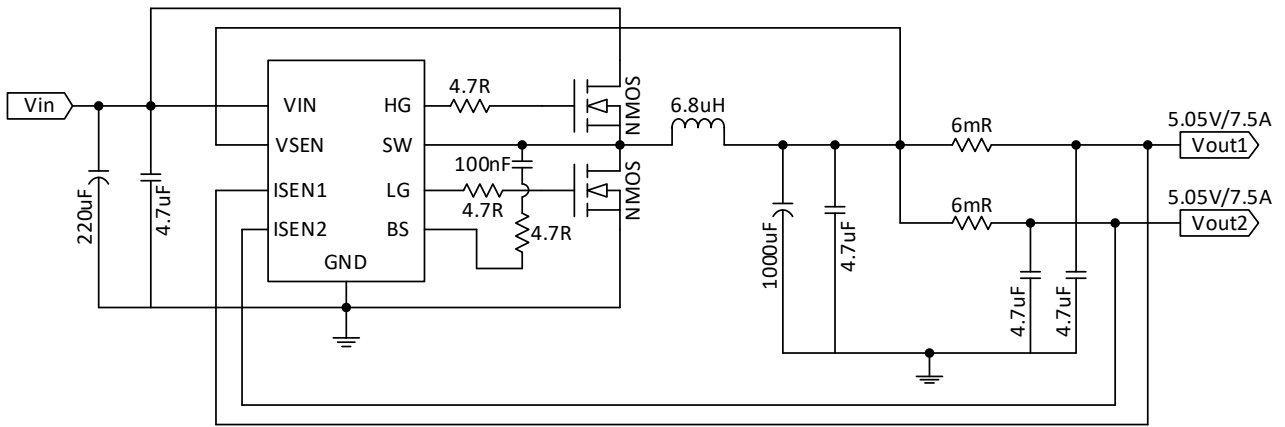 Vin
220uF
4.7uF
VIN
VSEN
ISEN1
ISEN2
GND
HG
SW
LG
BS
4.7R
100nF
4.7R
4.7R
NMOS
NMOS
6.8uH
1000uF
4.7uF
6mR
6mR
4.7uF
4.7uF
5.05V/7.5A
Vout1
5.05V/7.5A
Vout2